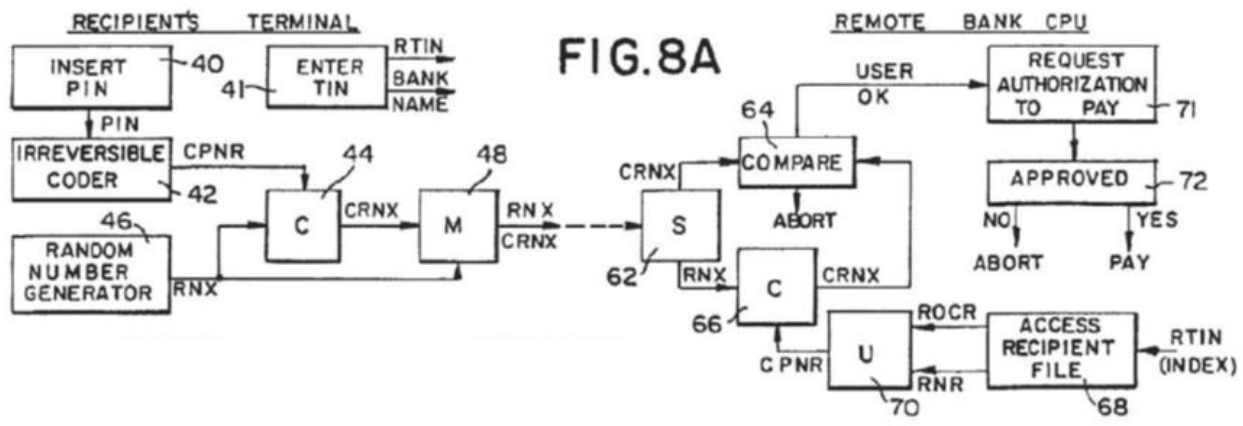 RECIPIENT'S TERMINAL
INSERT
PIN
40
41
ENTER
TIN
RTIN
BANK
NAME
PIN
IRREVERSIBLE
CODER
42
CPNR
44
C
CRNX
48
M
46
RANDOM
NUMBER
GENERATOR
RNX
RNX
CRNX
FIG.8A
REMOTE BANK CPU
USER
OK
REQUEST
AUTHORIZATION
TO PAY
71
64
COMPARE
CRNX
ABORT
APPROVED
72
NO
YES
ABORT
PAY
S
62
RNX
C
66
CRNX
CPNR
U
70
ROCR
RNR
ACCESS
RECIPIENT
FILE
68
RTIN
(INDEX)